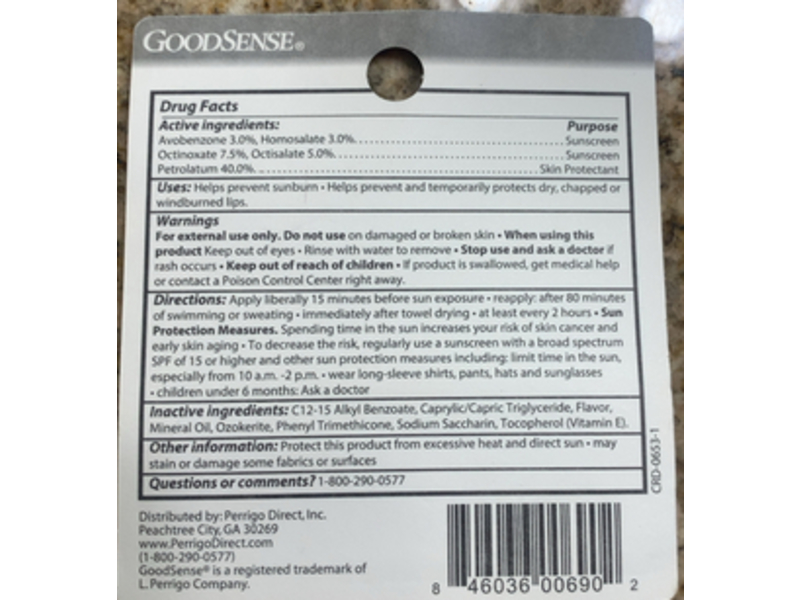 GOODSENSE®
Drug Facts
Active ingredients: Purpose
Avobenzone 3.0%, Homosalate 3.0%.......................................Sunscreen
Octinoxate 7.5%, Octisalate 5.0%.........................................Sunscreen
Petrolatum 40.0%..................................................Skin Protectant
Uses: Helps prevent sunburn • Helps prevent and temporarily protects dry, chapped or
windburned lips.
Warnings
For external use only. Do not use on damaged or broken skin • When using this
product Keep out of eyes • Rinse with water to remove • Stop use and ask a doctor if
rash occurs • Keep out of reach of children • If product is swallowed, get medical help
or contact a Poison Control Center right away.
Directions: Apply liberally 15 minutes before sun exposure • reapply: after 80 minutes
of swimming or sweating • immediately after towel drying • at least every 2 hours • Sun
Protection Measures. Spending time in the sun increases your risk of skin cancer and
early skin aging • To decrease the risk, regularly use a sunscreen with a broad spectrum
SPF of 15 or higher and other sun protection measures including: limit time in the sun,
especially from 10 a.m. -2 p.m. • wear long-sleeve shirts, pants, hats and sunglasses
• children under 6 months: Ask a doctor
Inactive ingredients: C12-15 Alkyl Benzoate, Caprylic/Capric Triglyceride, Flavor,
Mineral Oil, Ozokerite, Phenyl Trimethicone, Sodium Saccharin, Tocopherol (Vitamin E).
Other information: Protect this product from excessive heat and direct sun • may
stain or damage some fabrics or surfaces
Questions or comments? 1-800-290-0577
CRD-0653-1
Distributed by: Perrigo Direct, Inc.
Peachtree City, GA 30269
www.PerrigoDirect.com
(1-800-290-0577)
GoodSense® is a registered trademark of
L. Perrigo Company.
8 46036 00690 2